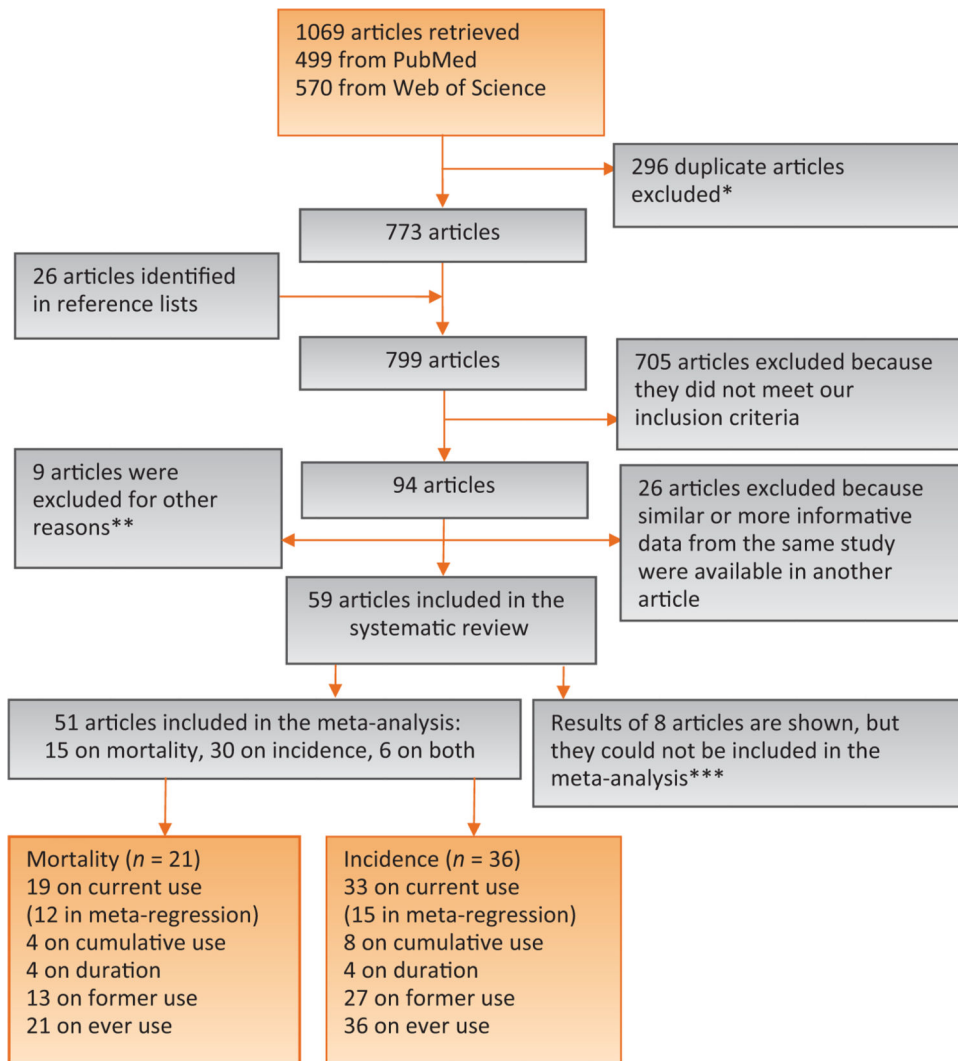 1069 articles retrieved
499 from PubMed
570 from Web of Science
296 duplicate articles
excluded*
773 articles
26 articles identified
in reference lists
799 articles
705 articles excluded because
they did not meet our
inclusion criteria
94 articles
9 articles were
excluded for other
reasons**
26 articles excluded because
similar or more informative
data from the same study
were available in another
article
59 articles included in the
systematic review
51 articles included in the meta-analysis:
15 on mortality, 30 on incidence, 6 on both
Results of 8 articles are shown, but
they could not be included in the
meta-analysis***
Mortality (n = 21)
19 on current use
(12 in meta-regression)
4 on cumulative use
4 on duration
13 on former use
21 on ever use
Incidence (n = 36)
33 on current use
(15 in meta-regression)
8 on cumulative use
4 on duration
27 on former use
36 on ever use